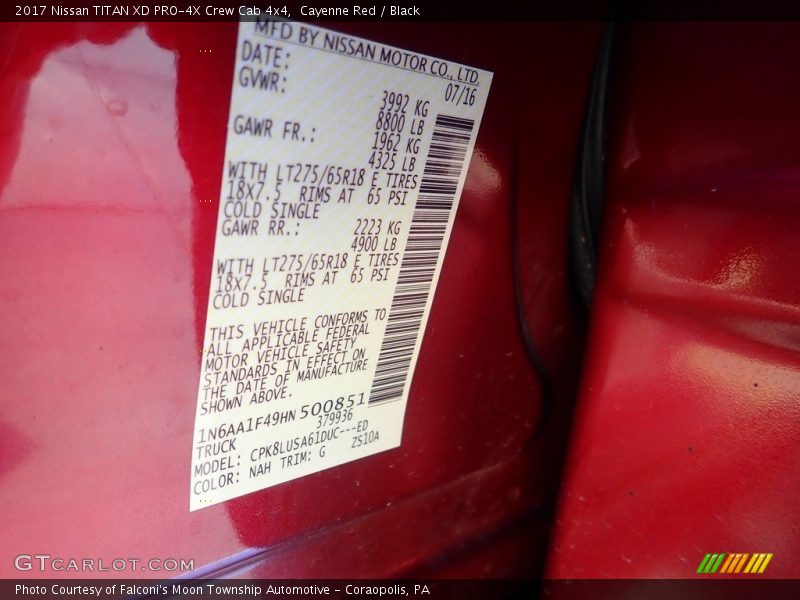 2017 Nissan TITAN XD PRO-4X Crew Cab 4x4,  Cayenne Red / Black
MFD BY NISSAN MOTOR CO., LTD.
DATE: 07/16
GVWR: 3992 KG
8800 LB
GAWR FR.: 1962 KG
4325 LB
WITH LT275/65R18 E TIRES
18X7.5 RIMS AT 65 PSI
COLD SINGLE
GAWR RR.: 2223 KG
4900 LB
WITH LT275/65R18 E TIRES
18X7.5 RIMS AT 65 PSI
COLD SINGLE
THIS VEHICLE CONFORMS TO
ALL APPLICABLE FEDERAL
MOTOR VEHICLE SAFETY
STANDARDS IN EFFECT ON
THE DATE OF MANUFACTURE
SHOWN ABOVE.
1N6AA1F49HN500851
TRUCK 379936
MODEL: CPK8LUSA61DUC---ED
COLOR: NAH TRIM: G ZS10A
GTCARLOT.COM
Photo Courtesy of Falconi's Moon Township Automotive - Coraopolis, PA